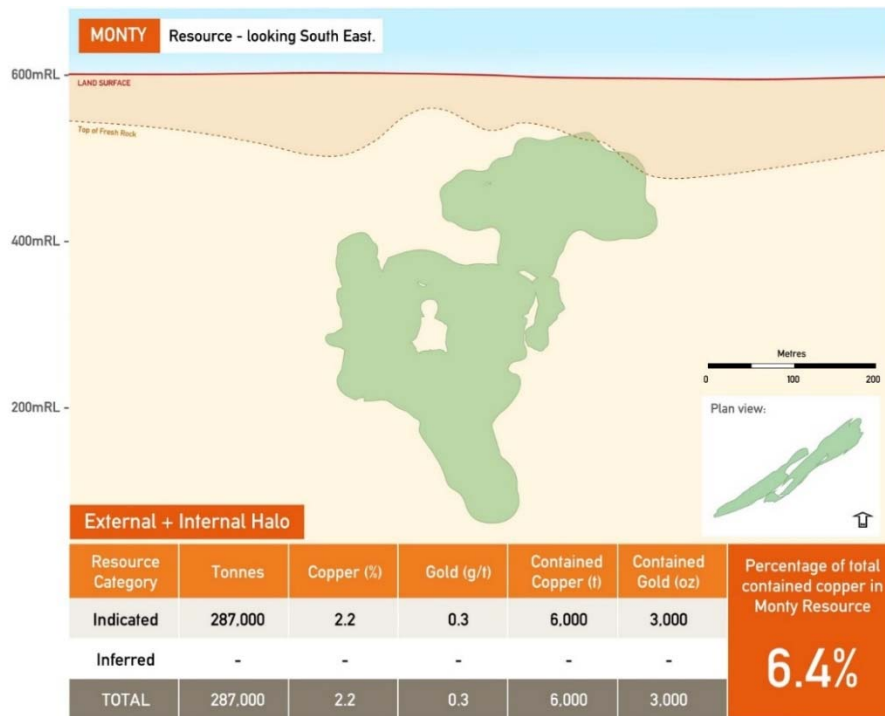 MONTY Resource - looking South East.
600mRL
LAND SURFACE
Top of Fresh Rock
400mRL -
200mRL -
Metres
0 100 200
Plan view:
External + Internal Halo
Resource Category Tonnes Copper (%) Gold (g/t) Contained Copper (t) Contained Gold (oz)
Indicated 287,000 2.2 0.3 6,000 3,000
Inferred - - - - -
TOTAL 287,000 2.2 0.3 6,000 3,000
Percentage of total
contained copper in
Monty Resource
6.4%